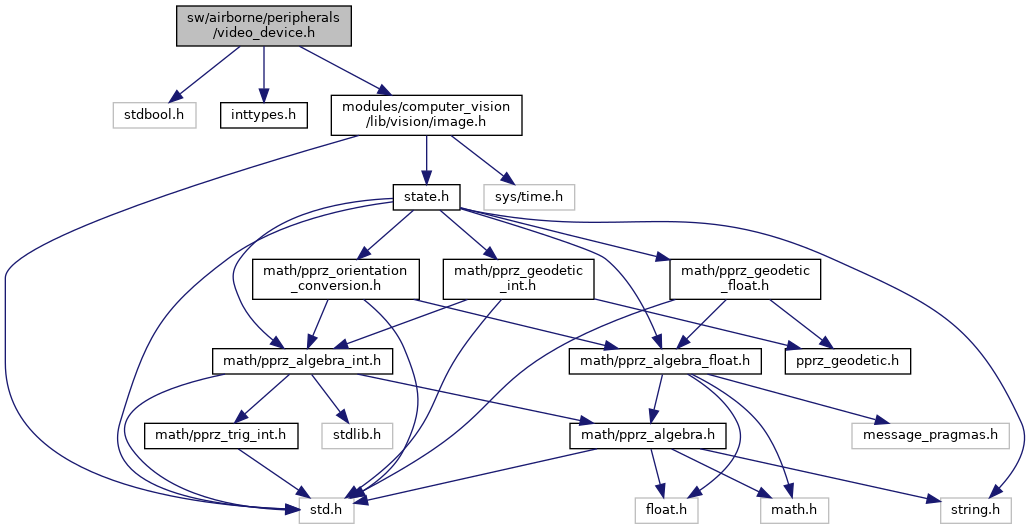 sw/airborne/peripherals
/video_device.h
stdbool.h
inttypes.h
modules/computer_vision
/lib/vision/image.h
state.h
sys/time.h
math/pprz_orientation
_conversion.h
math/pprz_geodetic
_int.h
math/pprz_geodetic
_float.h
math/pprz_algebra_int.h
math/pprz_algebra_float.h
pprz_geodetic.h
math/pprz_trig_int.h
stdlib.h
math/pprz_algebra.h
message_pragmas.h
std.h
float.h
math.h
string.h